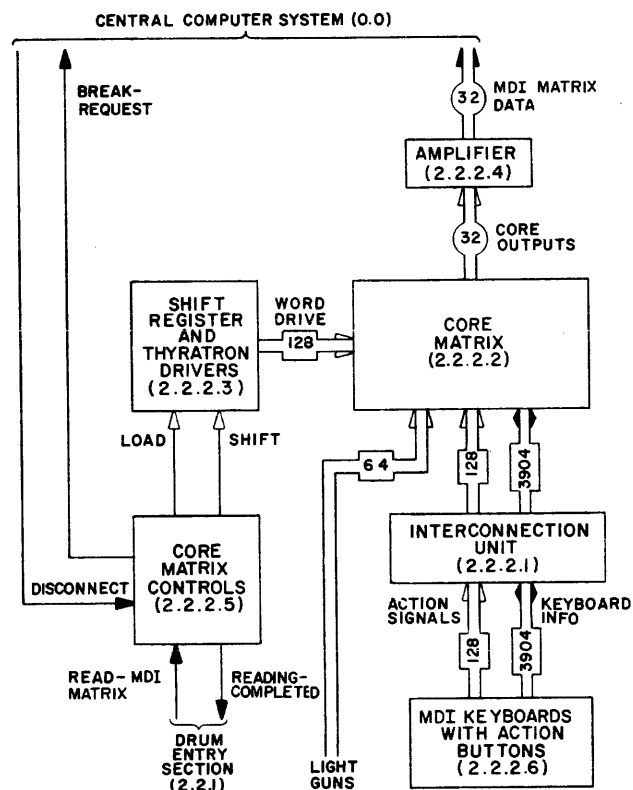 CENTRAL COMPUTER SYSTEM (0.0)
BREAK-
REQUEST
32
MDI MATRIX
DATA
AMPLIFIER
(2.2.2.4)
32
CORE
OUTPUTS
SHIFT
REGISTER
AND
THYRATRON
DRIVERS
(2.2.2.3)
WORD
DRIVE
128
CORE
MATRIX
(2.2.2.2)
LOAD
SHIFT
64
128
3904
CORE
MATRIX
CONTROLS
(2.2.2.5)
INTERCONNECTION
UNIT
(2.2.2.1)
DISCONNECT
ACTION
SIGNALS
KEYBOARD
INFO
128
3904
READ-MDI
MATRIX
READING-
COMPLETED
MDI KEYBOARDS
WITH ACTION
BUTTONS
(2.2.2.6)
DRUM
ENTRY
SECTION
(2.2.1)
LIGHT
GUNS